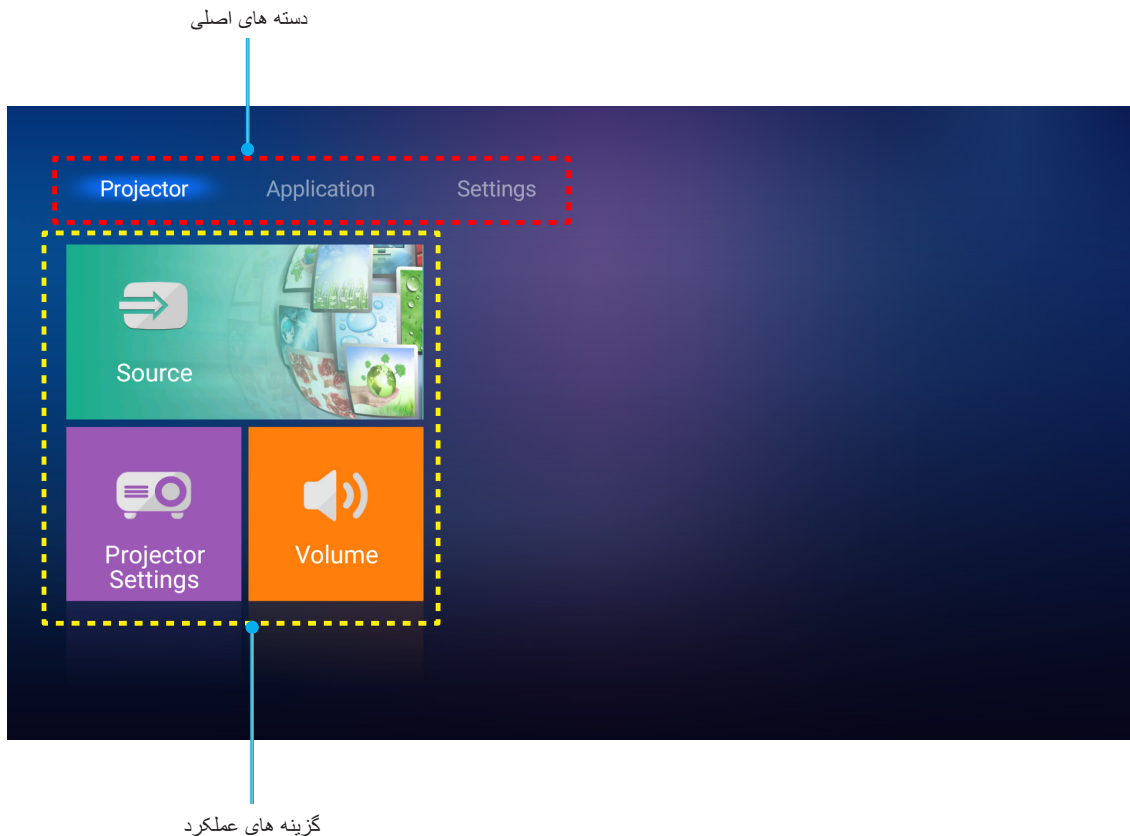 دسته های اصلی
Projector Application Settings
Source
Projector
Settings
Volume
گزینه های عملکرد